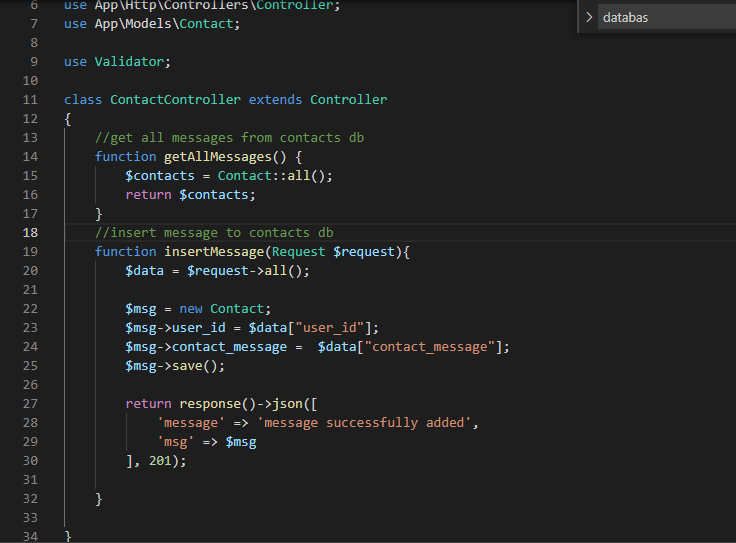 6 use App\Http\Controllers\Controller;
databas
7 use App\Models\Contact;
8
9 use Validator;
10
11 class ContactController extends Controller
12 {
13 //get all messages from contacts db
14 function getAllMessages() {
15 $contacts = Contact::all();
16 return $contacts;
17 }
18 //insert message to contacts db
19 function insertMessage(Request $request){
20 $data = $request->all();
21
22 $msg = new Contact;
23 $msg->user_id = $data["user_id"];
24 $msg->contact_message =  $data["contact_message"];
25 $msg->save();
26
27 return response()->json([
28 'message' => 'message successfully added',
29 'msg' => $msg
30 ], 201);
31
32 }
33
34 }